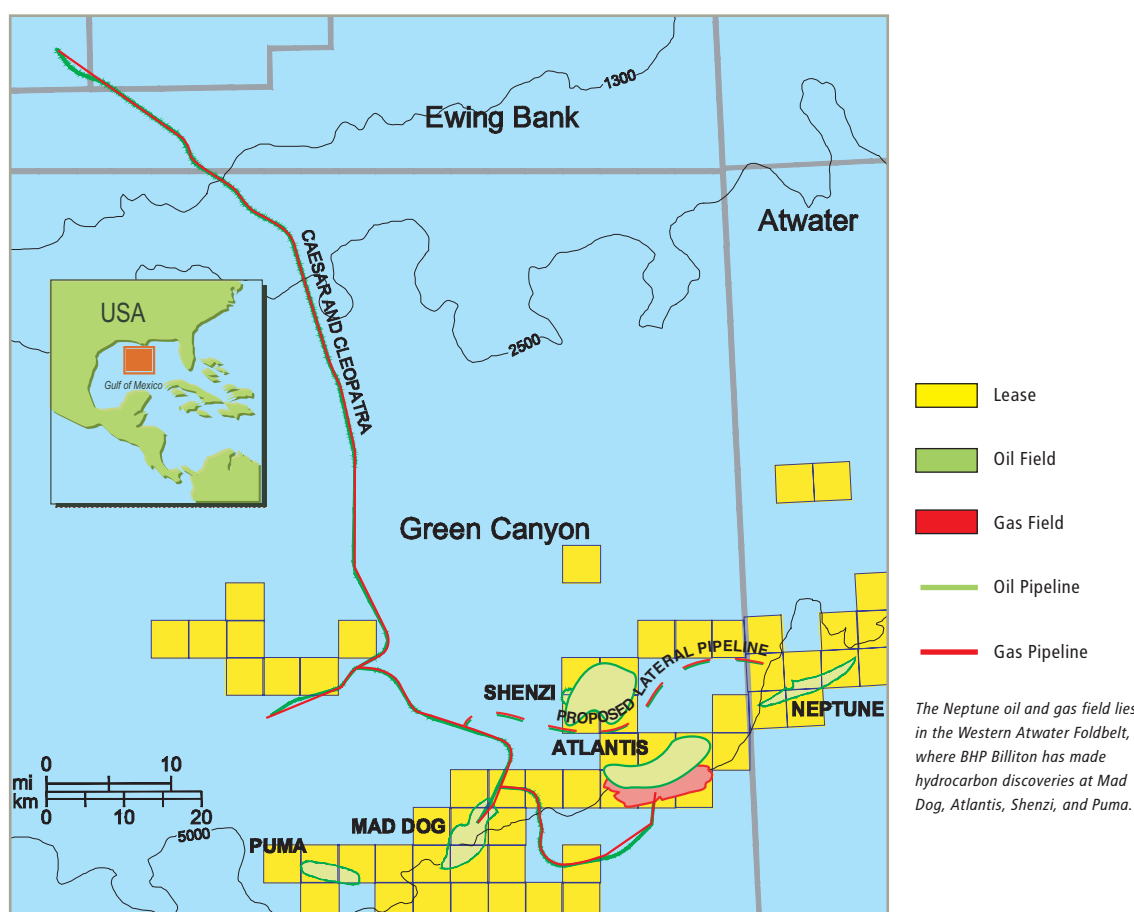 1300
Ewing Bank
Atwater
CAESAR AND CLEOPATRA
USA
Gulf of Mexico
2500
Lease
Oil Field
Green Canyon
Gas Field
Oil Pipeline
PROPOSED LATERAL PIPELINE
Gas Pipeline
SHENZI
NEPTUNE
ATLANTIS
The Neptune oil and gas field lies
in the Western Atwater Foldbelt,
where BHP Billiton has made
hydrocarbon discoveries at Mad
Dog, Atlantis, Shenzi, and Puma.
0 10
mi
km
0 10 20
5000
MAD DOG
PUMA